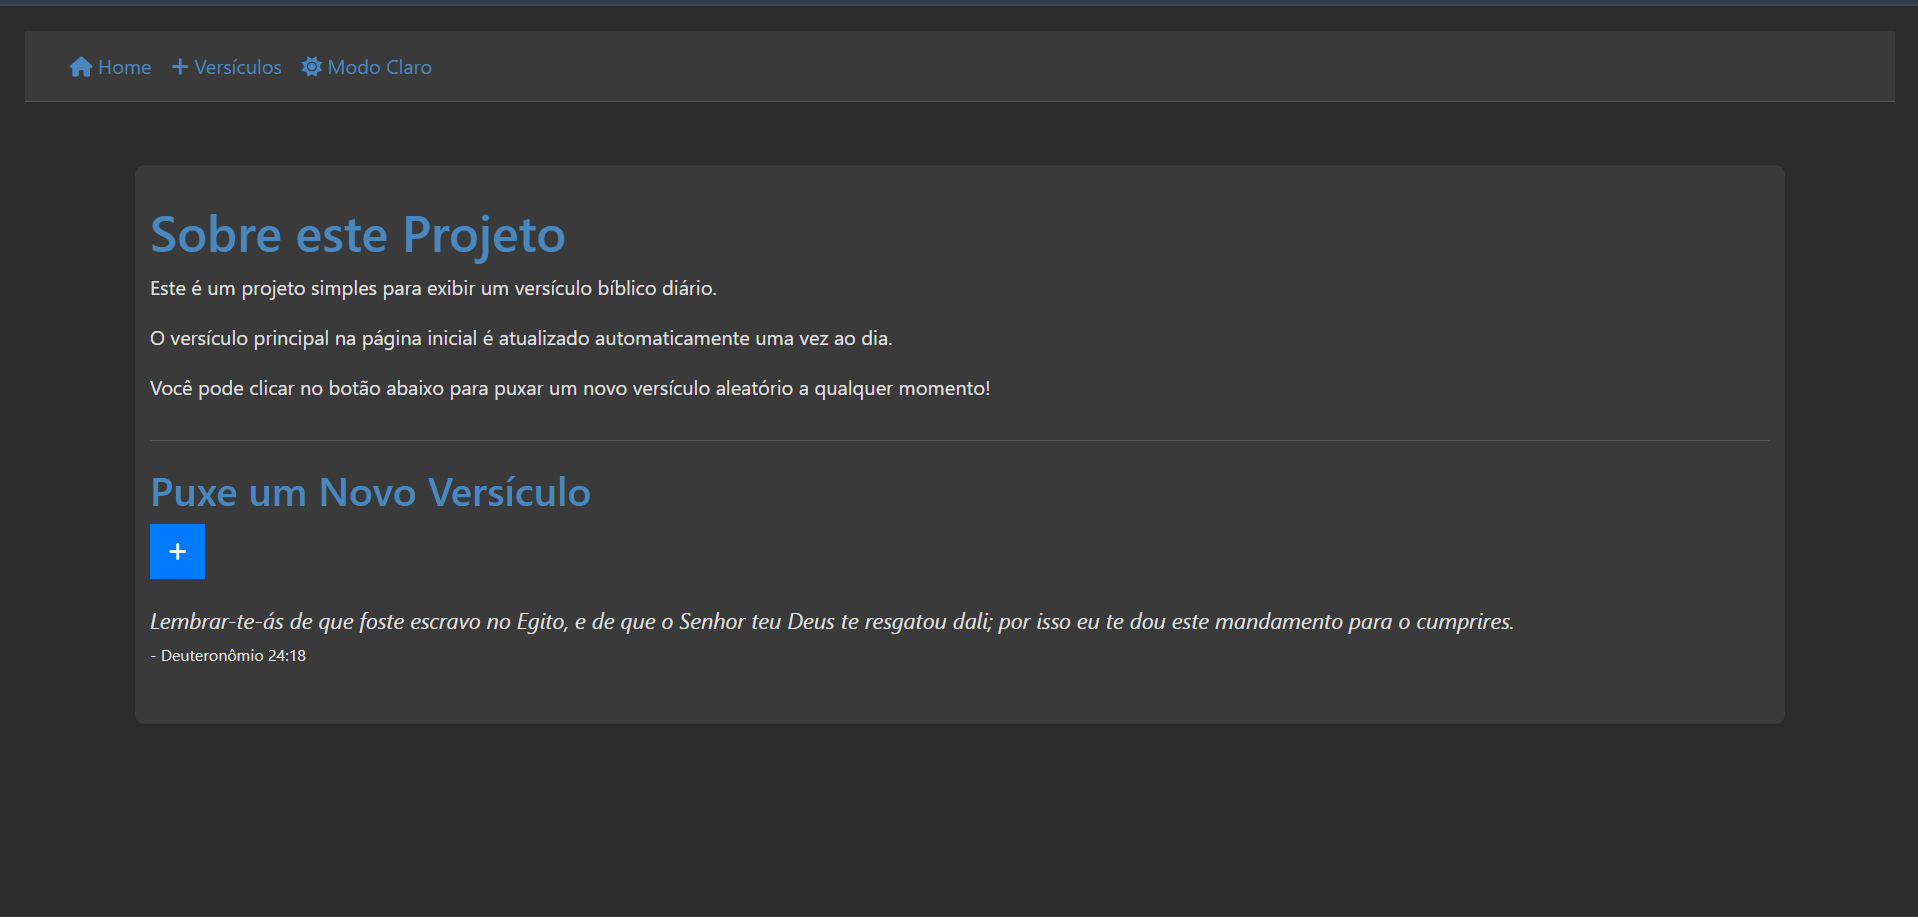 Home Versículos Modo Claro
Sobre este Projeto
Este é um projeto simples para exibir um versículo bíblico diário.
O versículo principal na página inicial é atualizado automaticamente uma vez ao dia.
Você pode clicar no botão abaixo para puxar um novo versículo aleatório a qualquer momento!
Puxe um Novo Versículo
+
Lembrar-te-ás de que foste escravo no Egito, e de que o Senhor teu Deus te resgatou dali; por isso eu te dou este mandamento para o cumprires.
- Deuteronômio 24:18